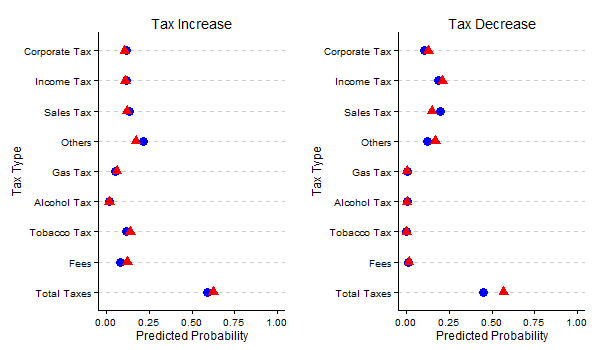 Tax Increase
Tax Type
Corporate Tax
Income Tax
Sales Tax
Others
Gas Tax
Alcohol Tax
Tobacco Tax
Fees
Total Taxes
0.00 0.25 0.50 0.75 1.00
Predicted Probability
Tax Decrease
Tax Type
Corporate Tax
Income Tax
Sales Tax
Others
Gas Tax
Alcohol Tax
Tobacco Tax
Fees
Total Taxes
0.00 0.25 0.50 0.75 1.00
Predicted Probability